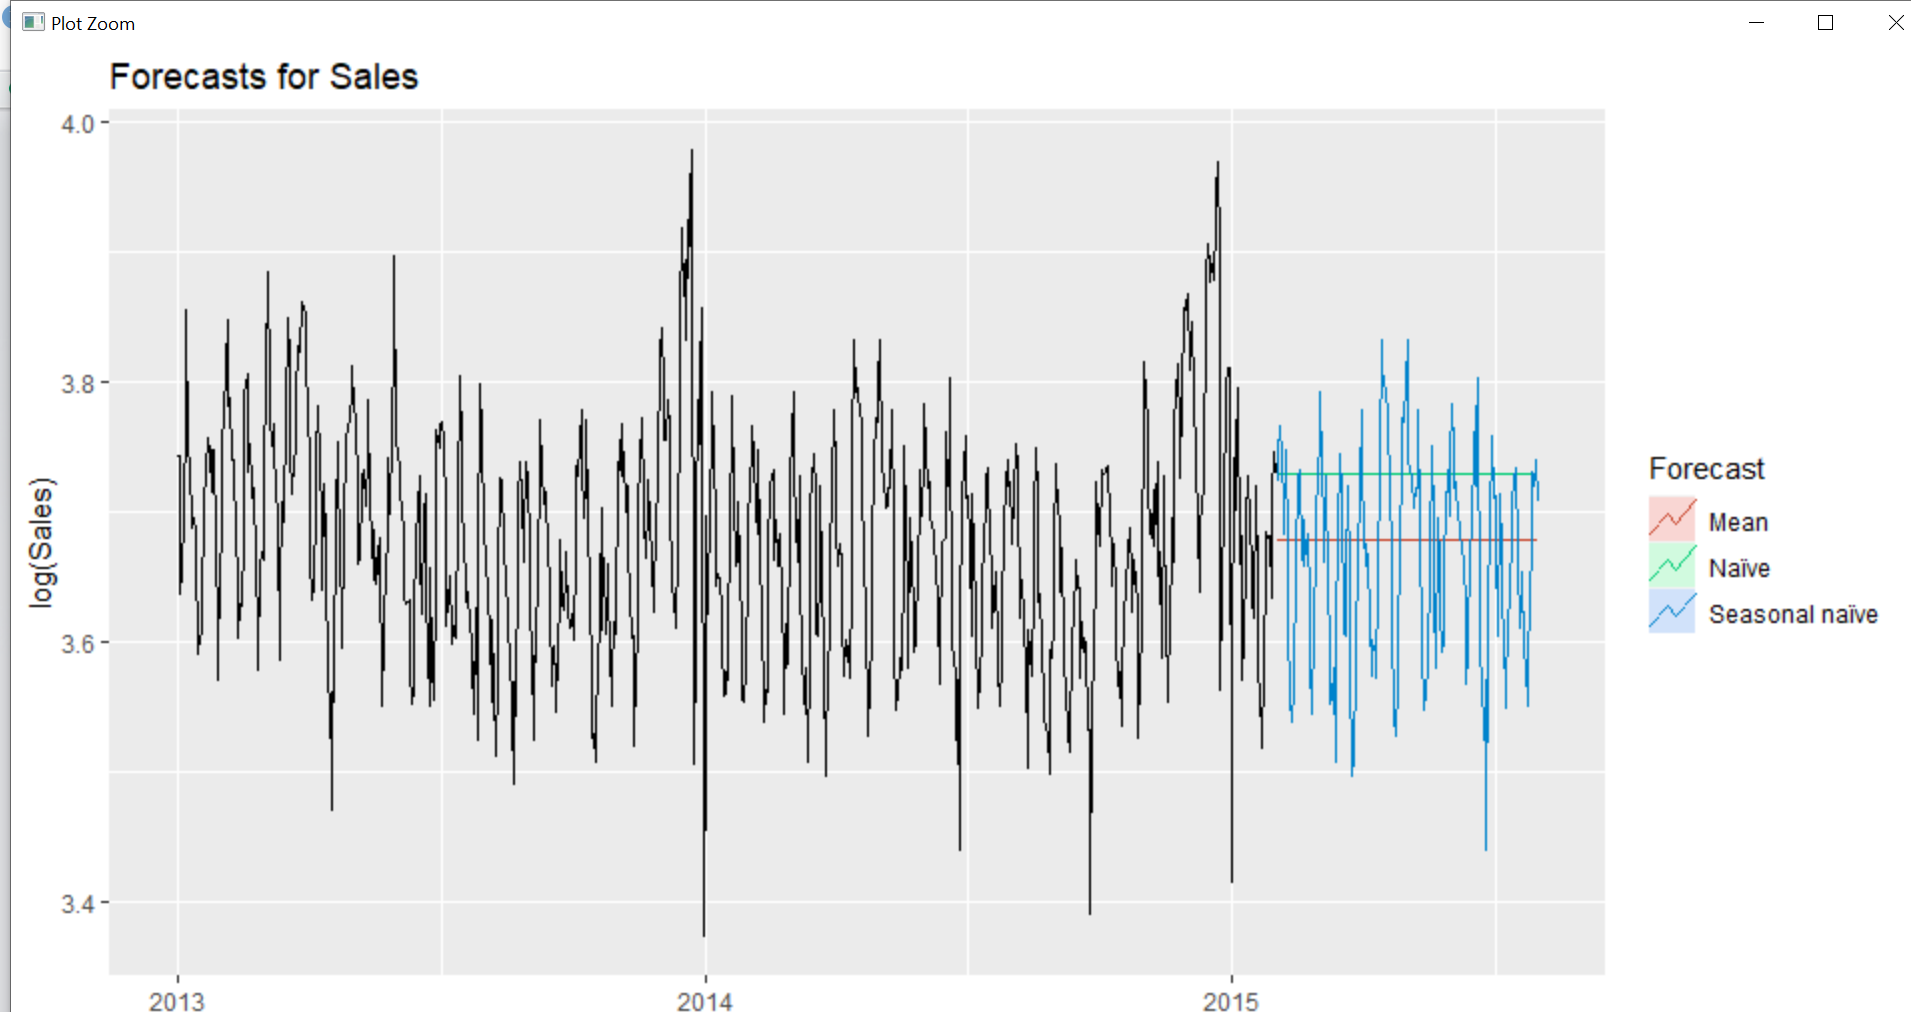 Plot Zoom
Forecasts for Sales
4.0
3.8
3.6
3.4
log(Sales)
2013 2014 2015
Forecast
Mean
Naïve
Seasonal naïve